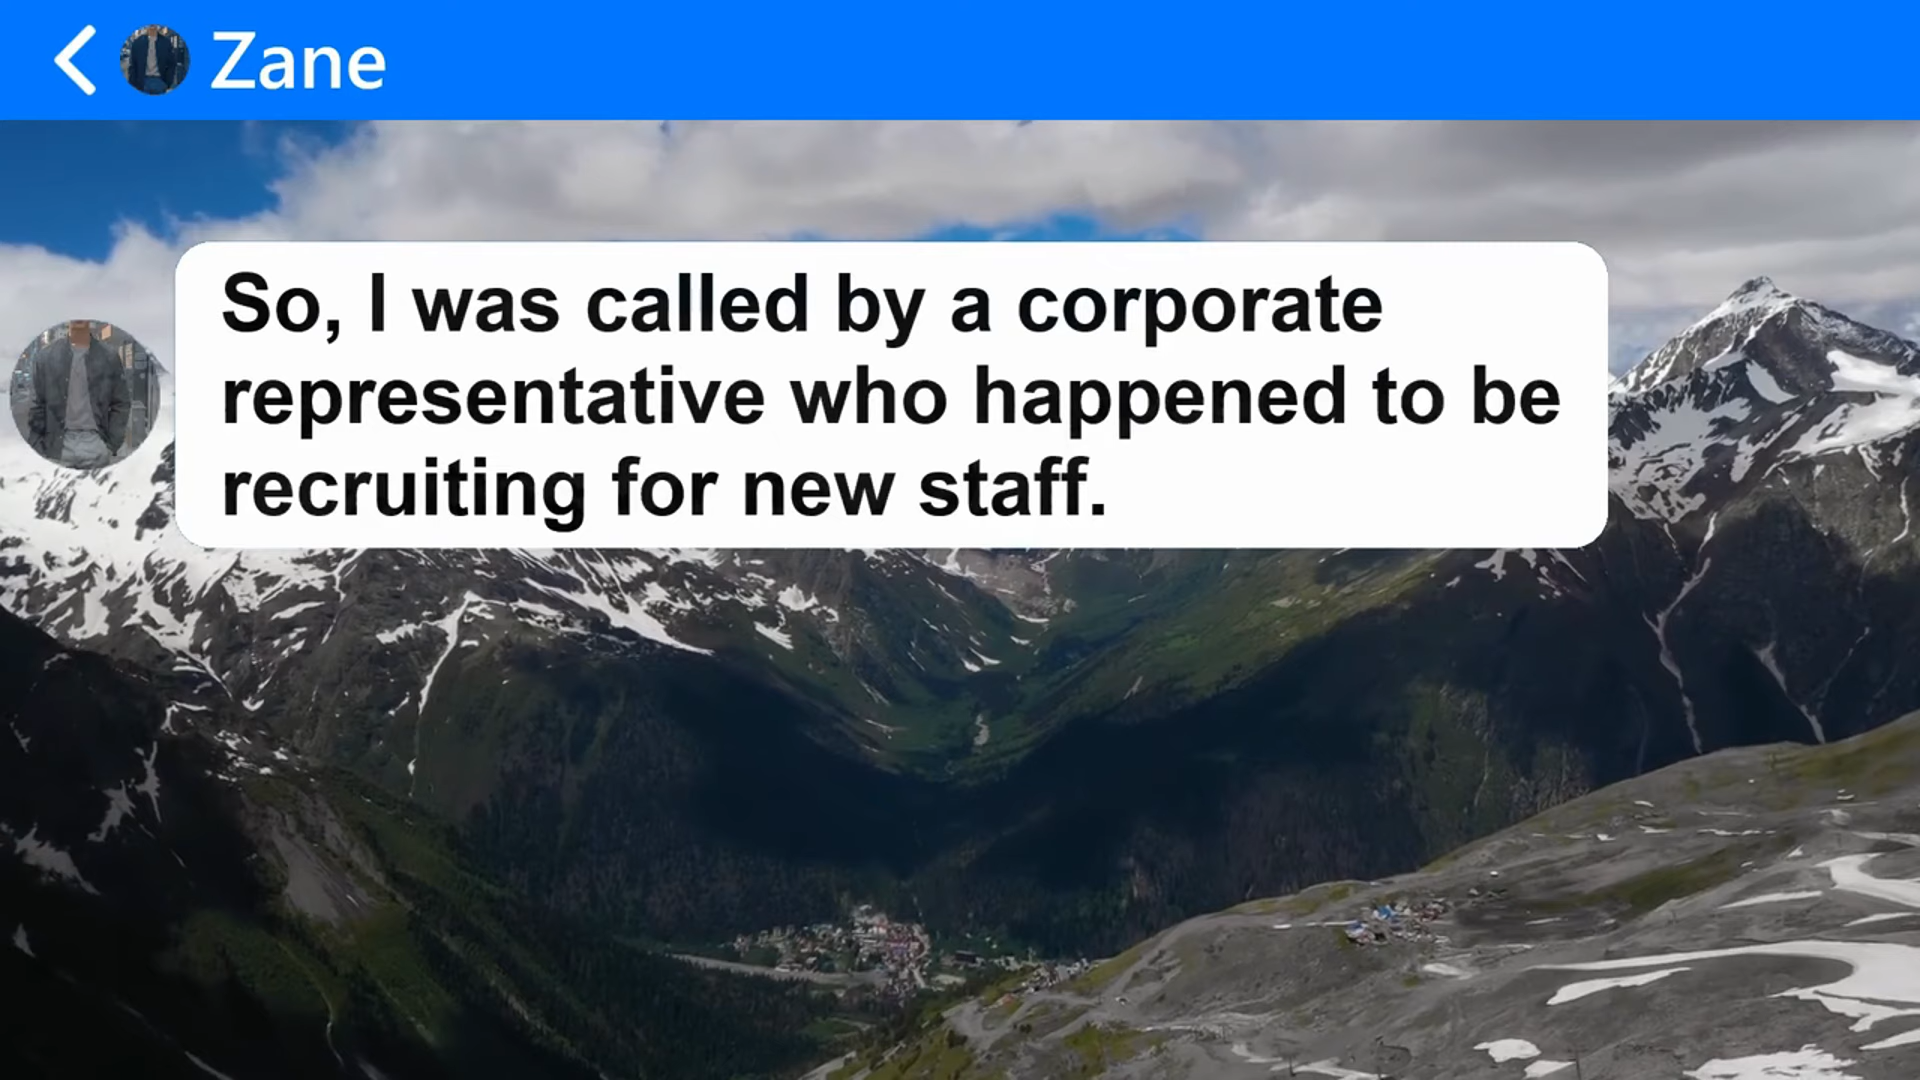 Zane
So, I was called by a corporate
representative who happened to be
recruiting for new staff.